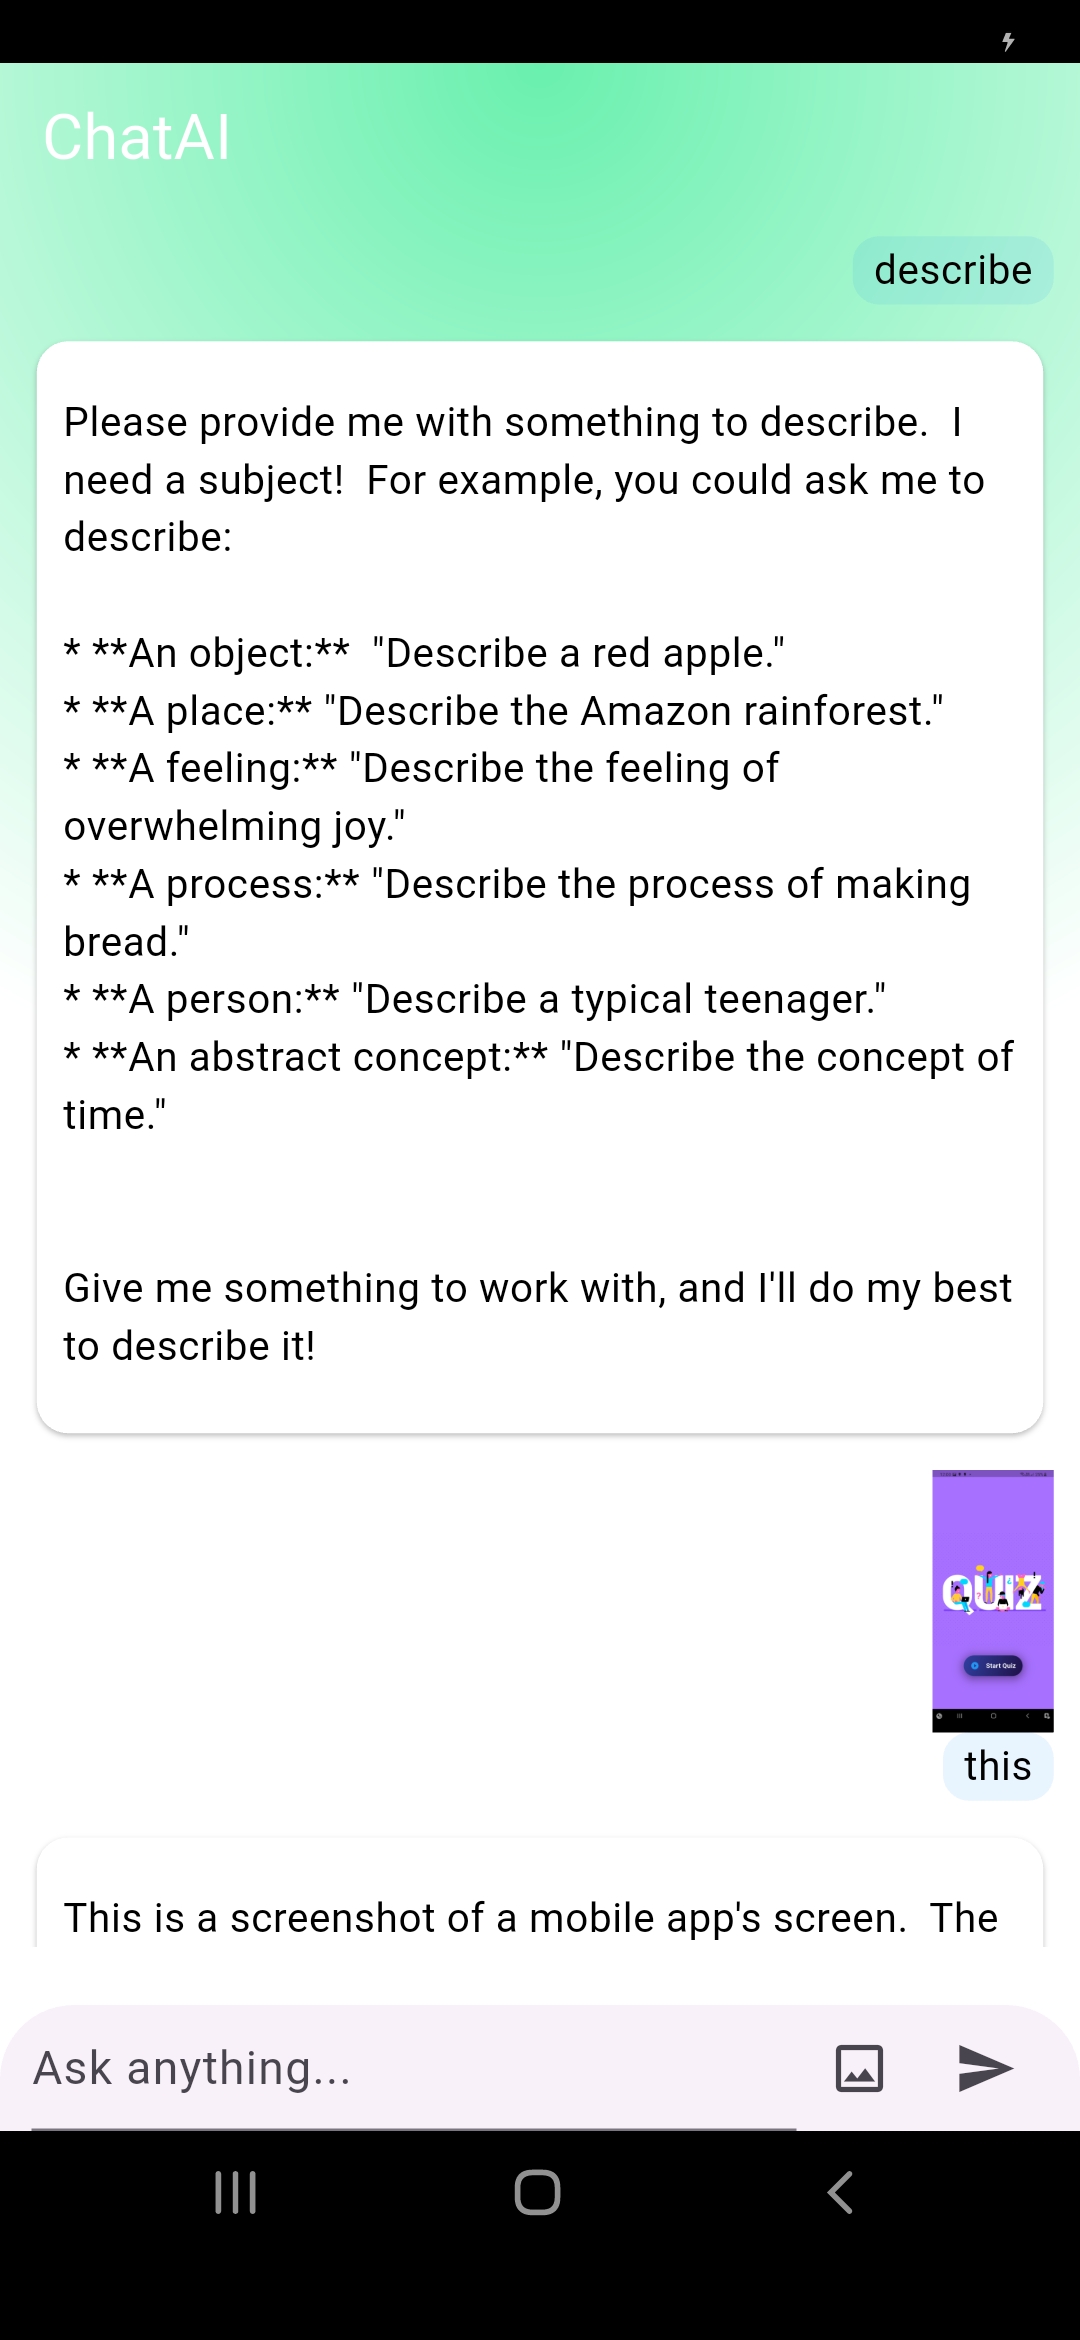 ChatAI
describe
Please provide me with something to describe.  I
need a subject!  For example, you could ask me to
describe:
* **An object:**  "Describe a red apple."
* **A place:** "Describe the Amazon rainforest."
* **A feeling:** "Describe the feeling of
overwhelming joy."
* **A process:** "Describe the process of making
bread."
* **A person:** "Describe a typical teenager."
* **An abstract concept:** "Describe the concept of
time."
Give me something to work with, and I'll do my best
to describe it!
QUIZ
Start Quiz
this
This is a screenshot of a mobile app's screen.  The
Ask anything...